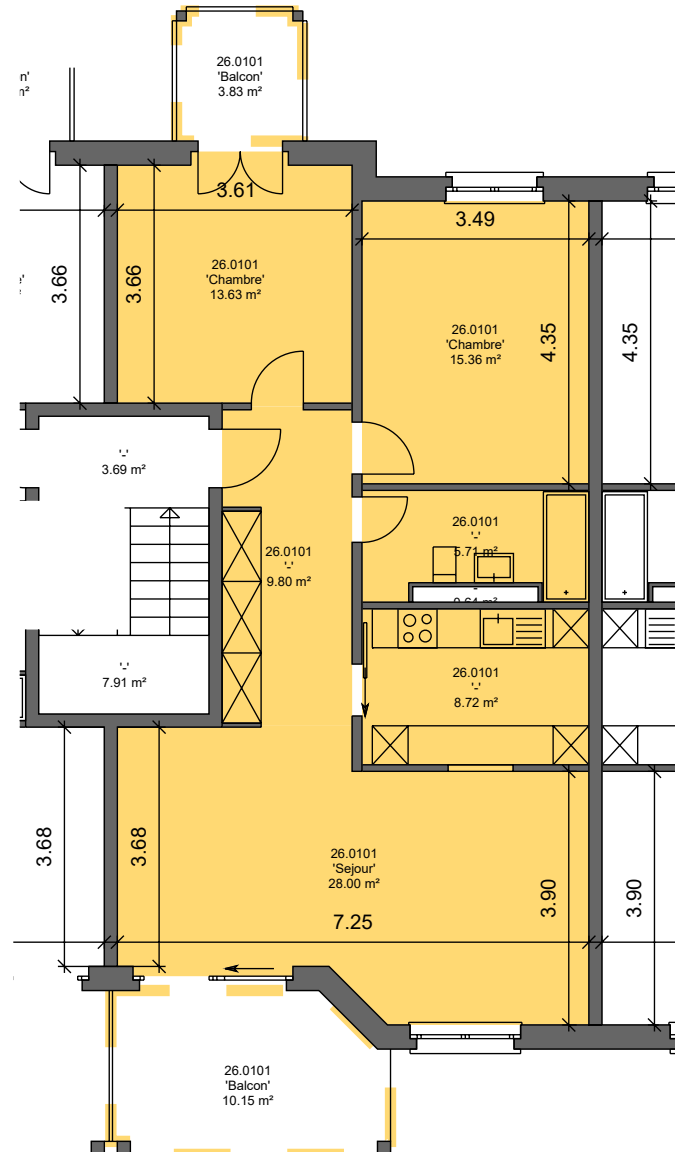 26.0101
'Balcon'
3.83 m²
n'
3.61
3.49
3.66
3.66
26.0101
'Chambre'
13.63 m²
26.0101
'Chambre'
15.36 m²
4.35
4.35
'-'
3.69 m²
26.0101
'-'
5.71 m²
26.0101
'-'
9.80 m²
'-'
7.91 m²
26.0101
'-'
8.72 m²
3.68
3.68
26.0101
'Sejour'
28.00 m²
3.90
3.90
7.25
26.0101
'Balcon'
10.15 m²